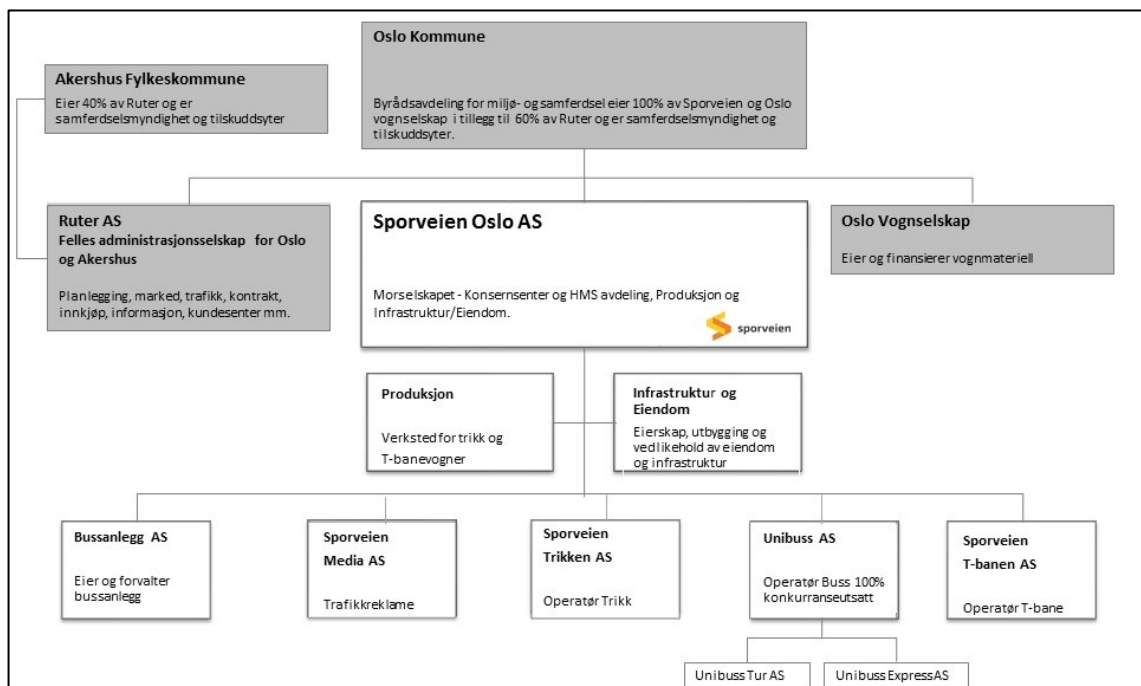 Oslo Kommune
Byrådsavdeling for miljø- og samferdsel eier 100% av Sporveien og Oslo
vognselskap i tillegg til 60% av Ruter og er samferdselsmyndighet og
tilskuddsyter.
Akershus Fylkeskommune
Eier 40% av Ruter og er
samferdselsmyndighet og tilskuddsyter
Ruter AS
Felles administrasjonsselskap for Oslo
og Akershus
Planlegging, marked, trafikk, kontrakt,
innkjøp, informasjon, kundesenter mm.
Sporveien Oslo AS
Morselskapet - Konsernsenter og HMS avdeling, Produksjon og
Infrastruktur/Eiendom.
sporveien
Oslo Vognselskap
Eier og finansierer vognmateriell
Produksjon
Verksted for trikk og
T-banevogner
Infrastruktur og
Eiendom
Eierskap, utbygging og
vedlikehold av eiendom
og infrastruktur
Bussanlegg AS
Eier og forvalter
bussanlegg
Sporveien
Media AS
Trafikkreklame
Sporveien
Trikken AS
Operatør Trikk
Unibuss AS
Operatør Buss 100%
konkurranseutsatt
Sporveien
T-banen AS
Operatør T-bane
Unibuss Tur AS
Unibuss Express AS